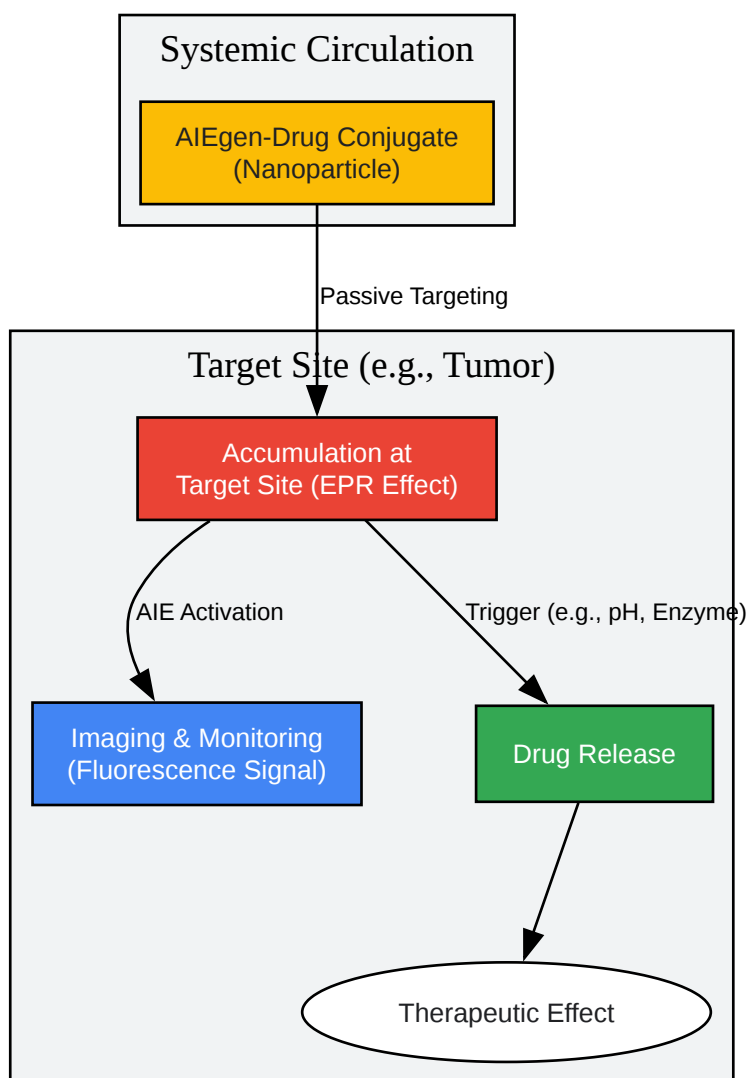 Systemic Circulation
AIEgen-Drug Conjugate
(Nanoparticle)
Passive Targeting
Target Site (e.g., Tumor)
Accumulation at
Target Site (EPR Effect)
AIE Activation
Trigger (e.g., pH, Enzyme)
Imaging & Monitoring
(Fluorescence Signal)
Drug Release
Therapeutic Effect